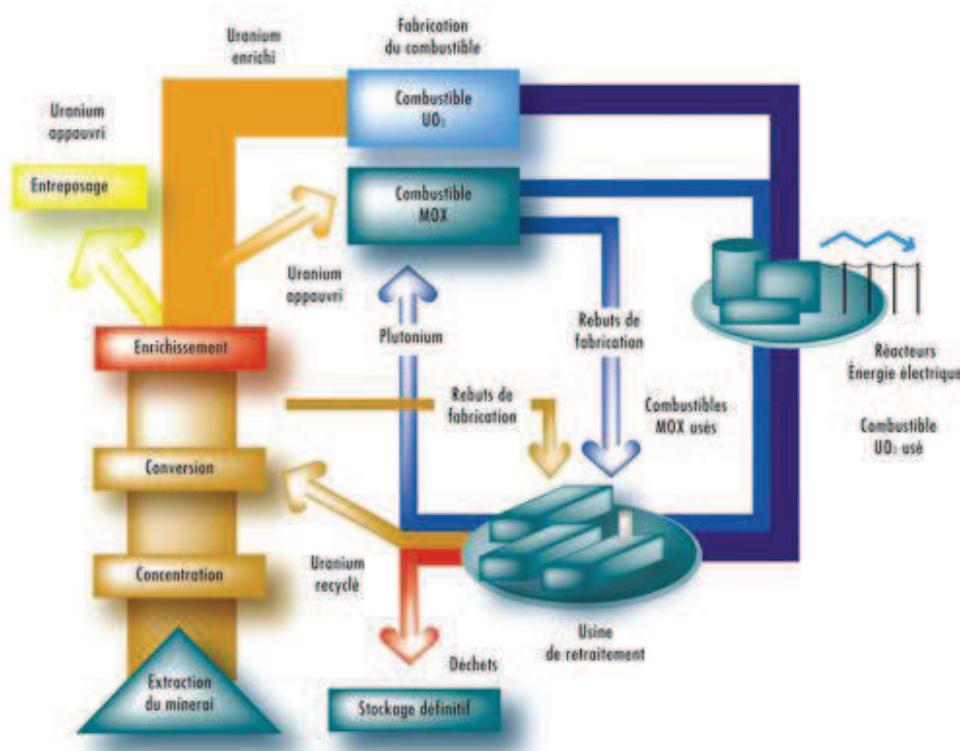 Uranium
enrichi
Fabrication
du combustible
Combustible
UO₂
Uranium
appauvri
Entreposage
Combustible
MOX
Uranium
appauvri
Plutonium
Rebuts de
fabrication
Réacteurs
Énergie électrique
Enrichissement
Rebuts de
fabrication
Combustibles
MOX usés
Combustible
UO₂ usé
Conversion
Concentration
Uranium
recyclé
Usine
de retraitement
Déchets
Extraction
du minerai
Stockage définitif